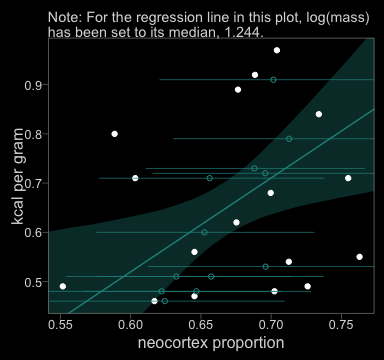 Note: For the regression line in this plot, log(mass)
has been set to its median, 1.244.
kcal per gram
0.9
0.8
0.7
0.6
0.5
0.55 0.60 0.65 0.70 0.75
neocortex proportion